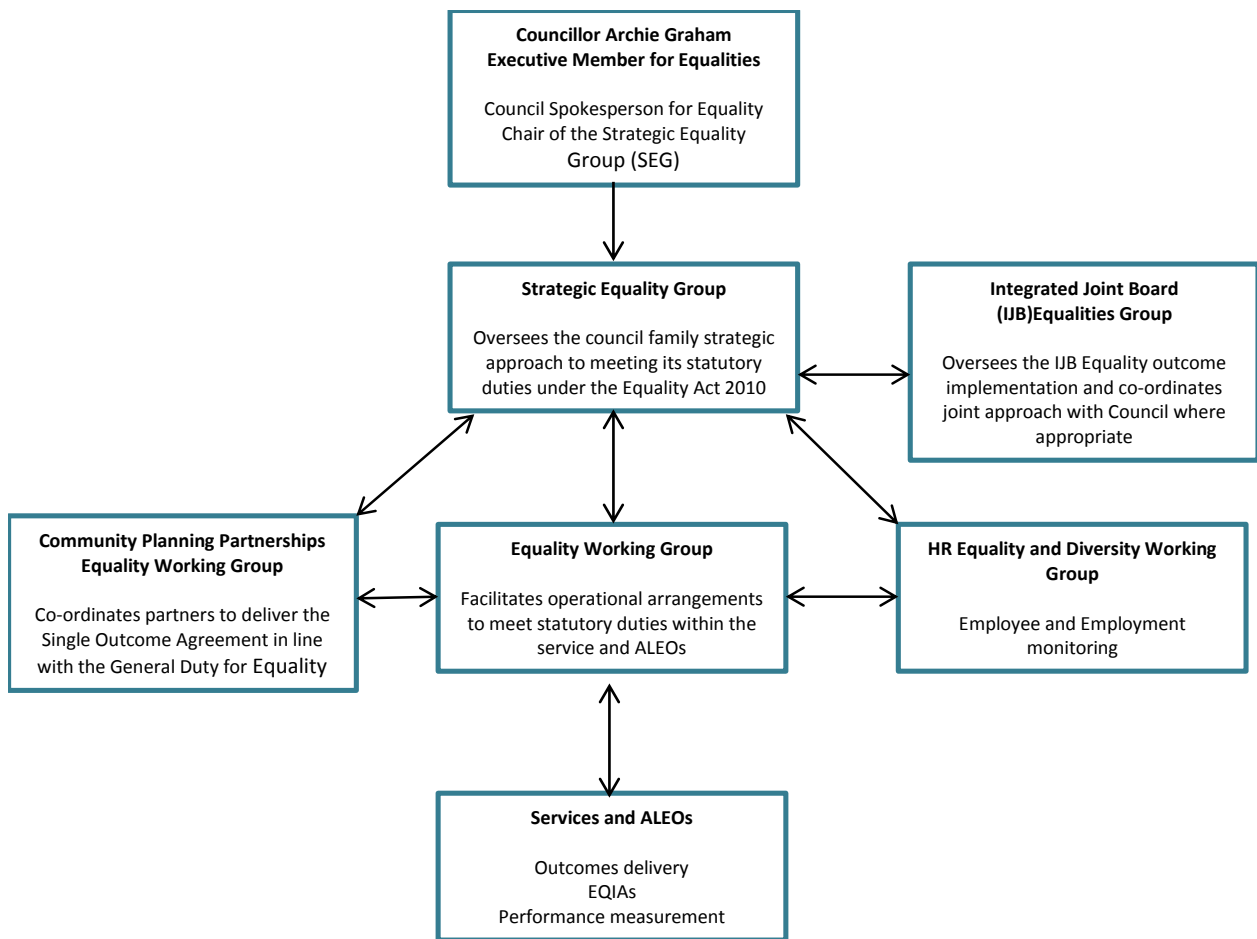 Councillor Archie Graham
Executive Member for Equalities
Council Spokesperson for Equality
Chair of the Strategic Equality
Group (SEG)
Strategic Equality Group
Oversees the council family strategic
approach to meeting its statutory
duties under the Equality Act 2010
Integrated Joint Board
(IJB)Equalities Group
Oversees the IJB Equality outcome
implementation and co-ordinates
joint approach with Council where
appropriate
Community Planning Partnerships
Equality Working Group
Co-ordinates partners to deliver the
Single Outcome Agreement in line
with the General Duty for Equality
Equality Working Group
Facilitates operational arrangements
to meet statutory duties within the
service and ALEOs
HR Equality and Diversity Working
Group
Employee and Employment
monitoring
Services and ALEOs
Outcomes delivery
EQIAs
Performance measurement